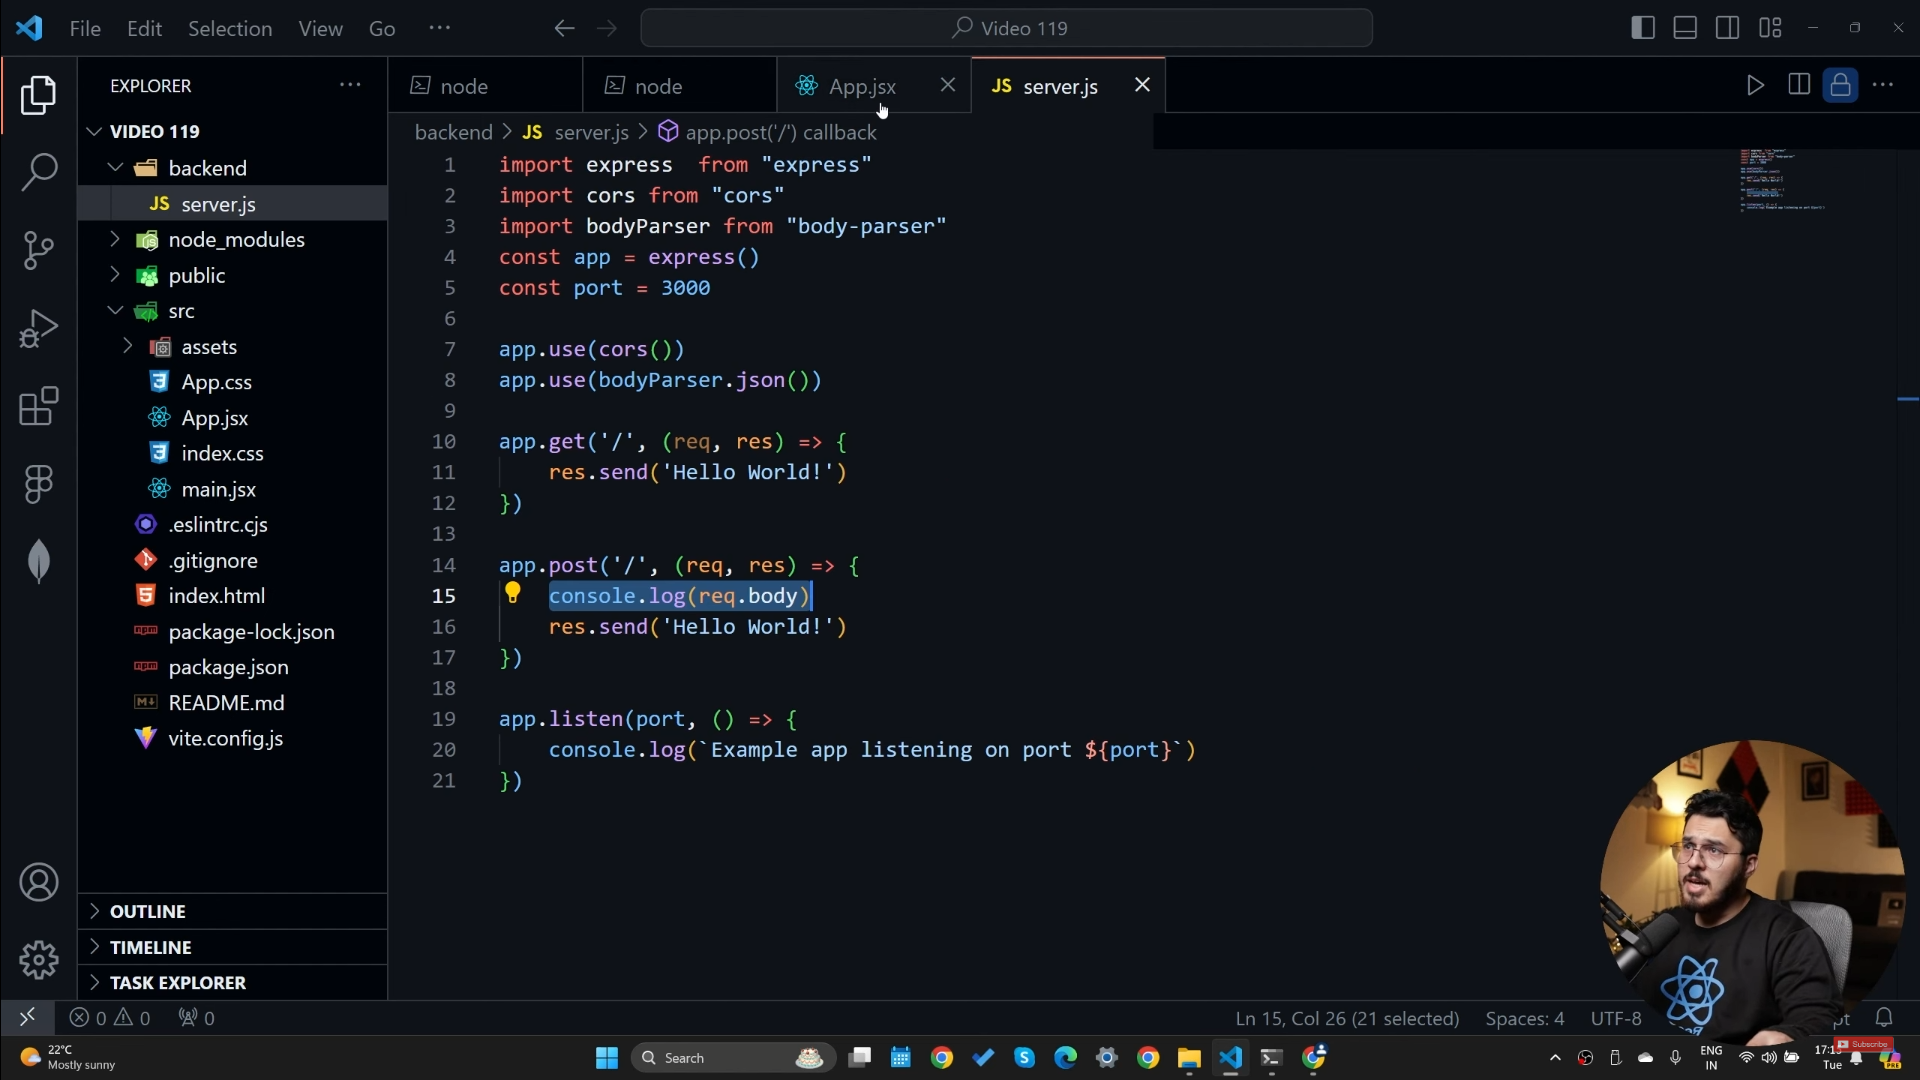 File Edit Selection View Go ··· Video 119
EXPLORER ···
VIDEO 119
backend
JS server.js
node_modules
public
src
assets
App.css
App.jsx
index.css
main.jsx
.eslintrc.cjs
.gitignore
index.html
package-lock.json
package.json
README.md
vite.config.js
OUTLINE
TIMELINE
TASK EXPLORER
node node App.jsx JS server.js
backend > JS server.js > app.post('/') callback
1 import express  from "express"
2 import cors from "cors"
3 import bodyParser from "body-parser"
4 const app = express()
5 const port = 3000
6
7 app.use(cors())
8 app.use(bodyParser.json())
9
10 app.get('/', (req, res) => {
11 res.send('Hello World!')
12 })
13
14 app.post('/', (req, res) => {
15 console.log(req.body)
16 res.send('Hello World!')
17 })
18
19 app.listen(port, () => {
20 console.log(`Example app listening on port ${port}`)
21 })
0 0 0 Ln 15, Col 26 (21 selected) Spaces: 4 UTF-8
22°C
Mostly sunny
Search
ENG
IN
Tue
Subscribe
PRE